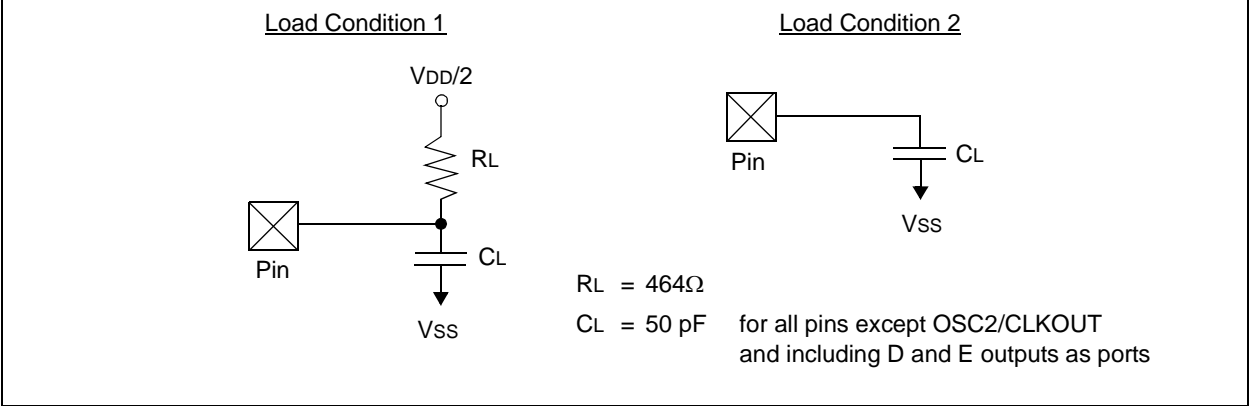 Load Condition 1
VDD/2
RL
Pin
CL
VSS
Load Condition 2
Pin
CL
VSS
RL = 464Ω
CL = 50 pF for all pins except OSC2/CLKOUT
and including D and E outputs as ports